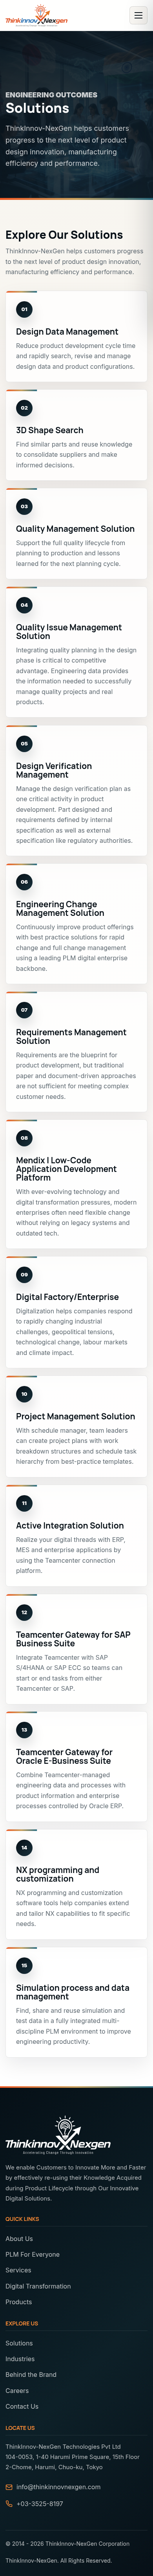 ThinkInnovNexgen
ENGINEERING OUTCOMES
Solutions
ThinkInnov-NexGen helps customers
progress to the next level of product
design innovation, manufacturing
efficiency and performance.
Explore Our Solutions
ThinkInnov-NexGen helps customers progress
to the next level of product design innovation,
manufacturing efficiency and performance.
01
Design Data Management
Reduce product development cycle time
and rapidly search, revise and manage
design data and product configurations.
02
3D Shape Search
Find similar parts and reuse knowledge
to consolidate suppliers and make
informed decisions.
03
Quality Management Solution
Support the full quality lifecycle from
planning to production and lessons
learned for the next planning cycle.
04
Quality Issue Management
Solution
Integrating quality planning in the design
phase is critical to competitive
advantage. Engineering data provides
the information needed to successfully
manage quality projects and real
products.
05
Design Verification
Management
Manage the design verification plan as
one critical activity in product
development. Part designed and
requirements defined by internal
specification as well as external
specification like regulatory authorities.
06
Engineering Change
Management Solution
Continuously improve product offerings
with best practice solutions for rapid
change and full change management
using a leading PLM digital enterprise
backbone.
07
Requirements Management
Solution
Requirements are the blueprint for
product development, but traditional
paper and document-driven approaches
are not sufficient for meeting complex
customer needs.
08
Mendix | Low-Code
Application Development
Platform
With ever-evolving technology and
digital transformation pressures, modern
enterprises often need flexible change
without relying on legacy systems and
outdated tech.
09
Digital Factory/Enterprise
Digitalization helps companies respond
to rapidly changing industrial
challenges, geopolitical tensions,
technological change, labour markets
and climate impact.
10
Project Management Solution
With schedule manager, team leaders
can create project plans with work
breakdown structures and schedule task
hierarchy from best-practice templates.
11
Active Integration Solution
Realize your digital threads with ERP,
MES and enterprise applications by
using the Teamcenter connection
platform.
12
Teamcenter Gateway for SAP
Business Suite
Integrate Teamcenter with SAP
S/4HANA or SAP ECC so teams can
start or end tasks from either
Teamcenter or SAP.
13
Teamcenter Gateway for
Oracle E-Business Suite
Combine Teamcenter-managed
engineering data and processes with
product information and enterprise
processes controlled by Oracle ERP.
14
NX programming and
customization
NX programming and customization
software tools help companies extend
and tailor NX capabilities to fit specific
needs.
15
Simulation process and data
management
Find, share and reuse simulation and
test data in a fully integrated multi-
discipline PLM environment to improve
engineering productivity.
ThinkInnovNexgen
Accelerating Change Through Innovation
We enable Customers to Innovate More and Faster
by effectively re-using their Knowledge Acquired
during Product Lifecycle through Our Innovative
Digital Solutions.
QUICK LINKS
About Us
PLM For Everyone
Services
Digital Transformation
Products
EXPLORE US
Solutions
Industries
Behind the Brand
Careers
Contact Us
LOCATE US
ThinkInnov-NexGen Technologies Pvt Ltd
104-0053, 1-40 Harumi Prime Square, 15th Floor
2-Chome, Harumi, Chuo-ku, Tokyo
info@thinkinnovnexgen.com
+03-3525-8197
© 2014 - 2026 ThinkInnov-NexGen Corporation
ThinkInnov-NexGen. All Rights Reserved.